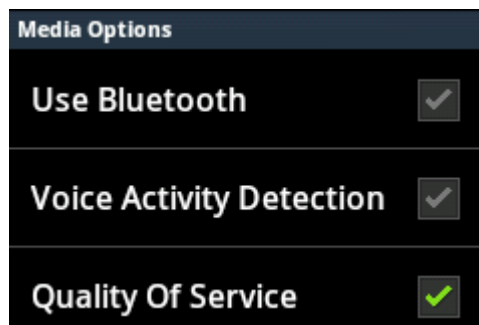 Media Options
Use Bluetooth
Voice Activity Detection
Quality Of Service